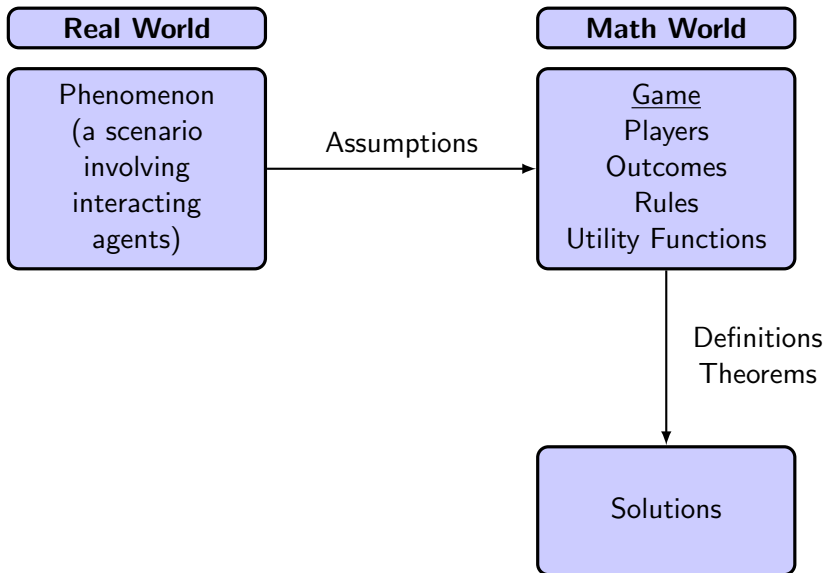 Real World
Math World
Phenomenon
(a scenario
involving
interacting
agents)
Assumptions
Game
Players
Outcomes
Rules
Utility Functions
Definitions
Theorems
Solutions